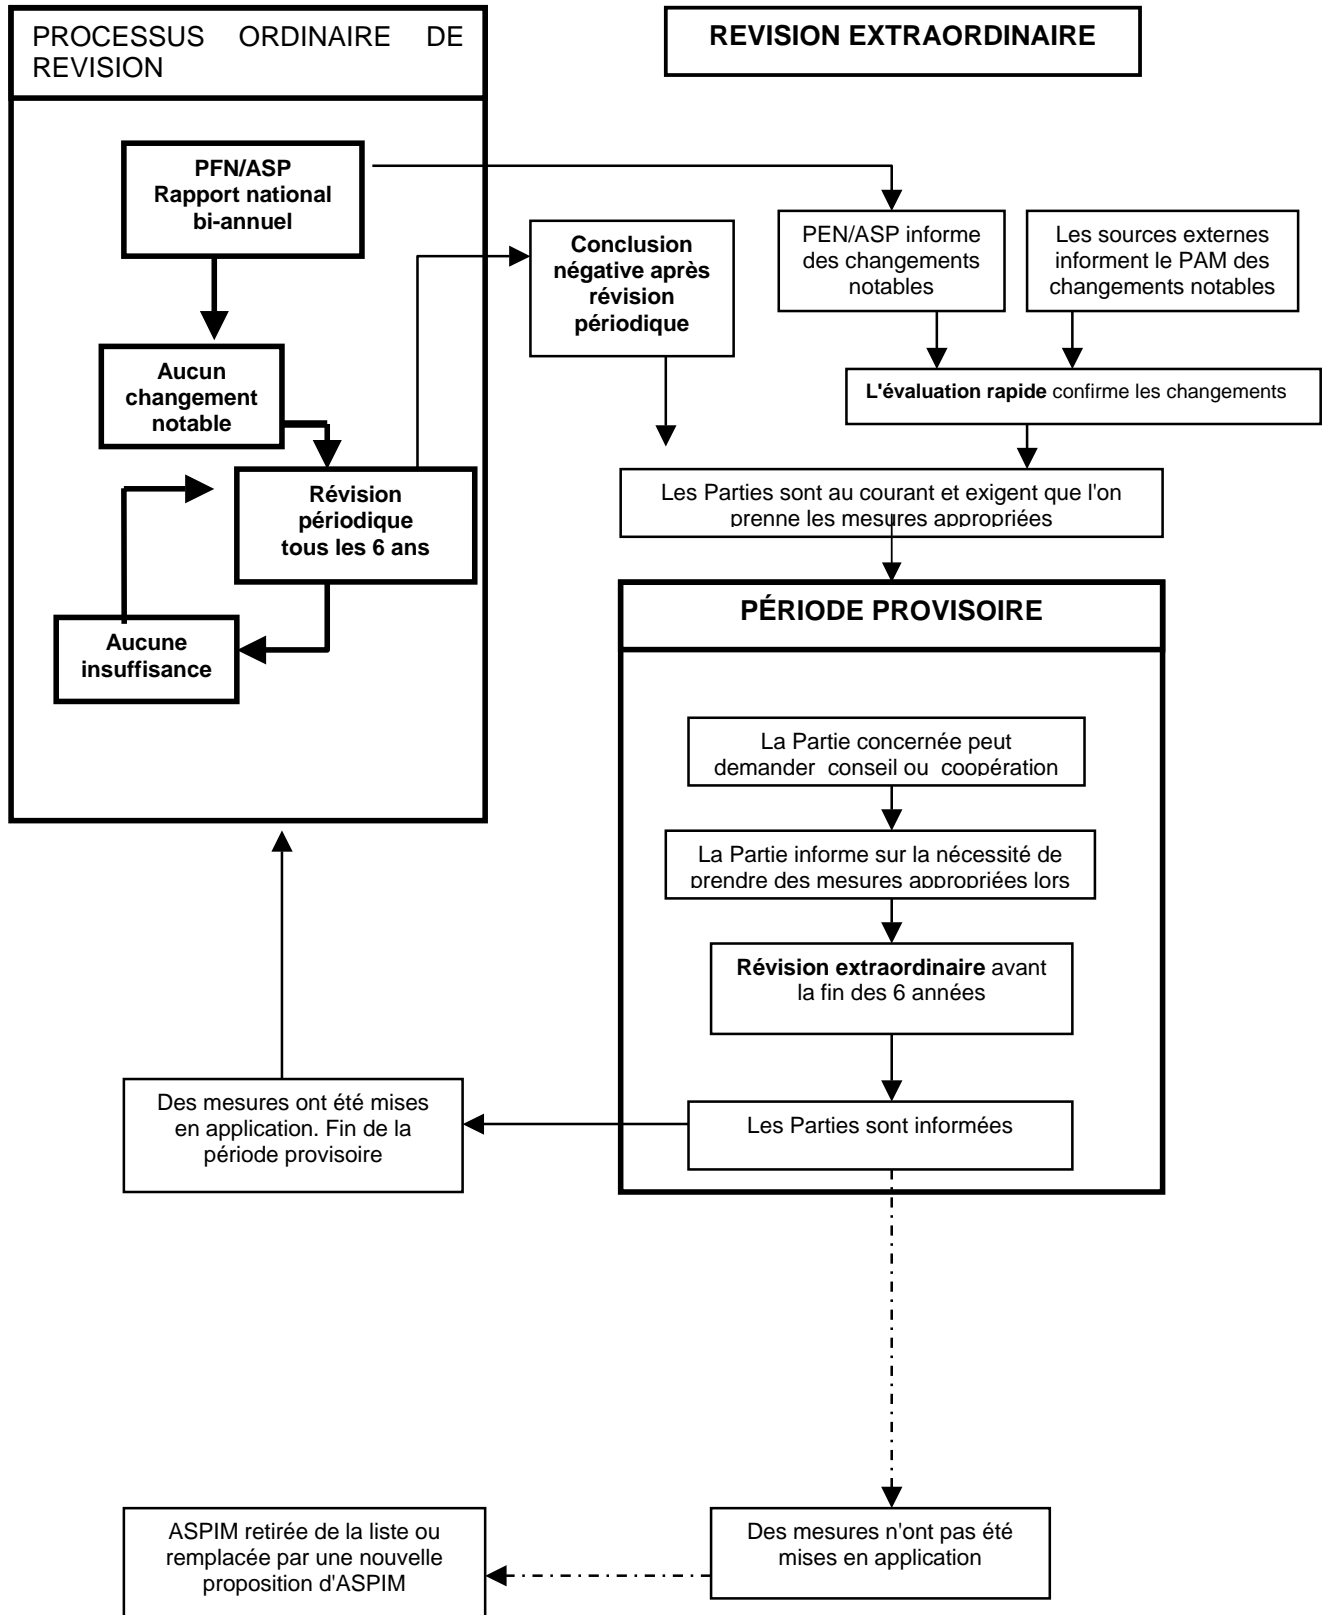 PROCESSUS ORDINAIRE DE
REVISION
REVISION EXTRAORDINAIRE
PFN/ASP
Rapport national
bi-annuel
Conclusion
négative après
révision
périodique
PEN/ASP informe
des changements
notables
Les sources externes
informent le PAM des
changements notables
Aucun
changement
notable
L'évaluation rapide confirme les changements
Révision
périodique
tous les 6 ans
Les Parties sont au courant et exigent que l'on
prenne les mesures appropriées
Aucune
insuffisance
PÉRIODE PROVISOIRE
La Partie concernée peut
demander conseil ou coopération
La Partie informe sur la nécessité de
prendre des mesures appropriées lors
Révision extraordinaire avant
la fin des 6 années
Des mesures ont été mises
en application. Fin de la
période provisoire
Les Parties sont informées
ASPIM retirée de la liste ou
remplacée par une nouvelle
proposition d'ASPIM
Des mesures n'ont pas été
mises en application